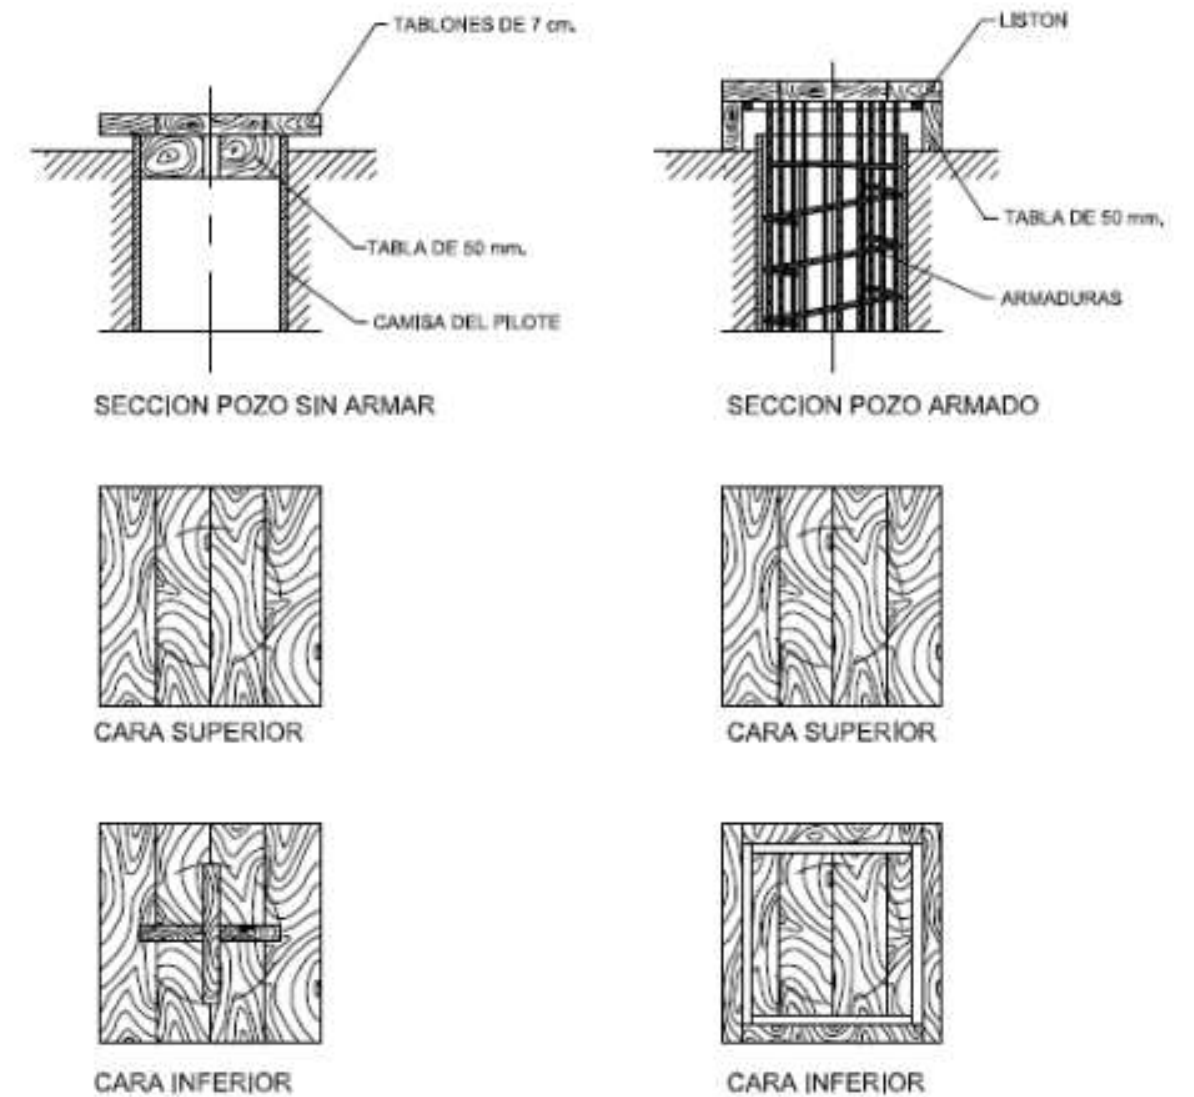 TABLONES DE 7 cm.
LISTON
TABLA DE 50 mm.
TABLA DE 50 mm.
ARMADURAS
CAMISA DEL PILOTE
SECCION POZO SIN ARMAR
SECCION POZO ARMADO
CARA SUPERIOR
CARA SUPERIOR
CARA INFERIOR
CARA INFERIOR